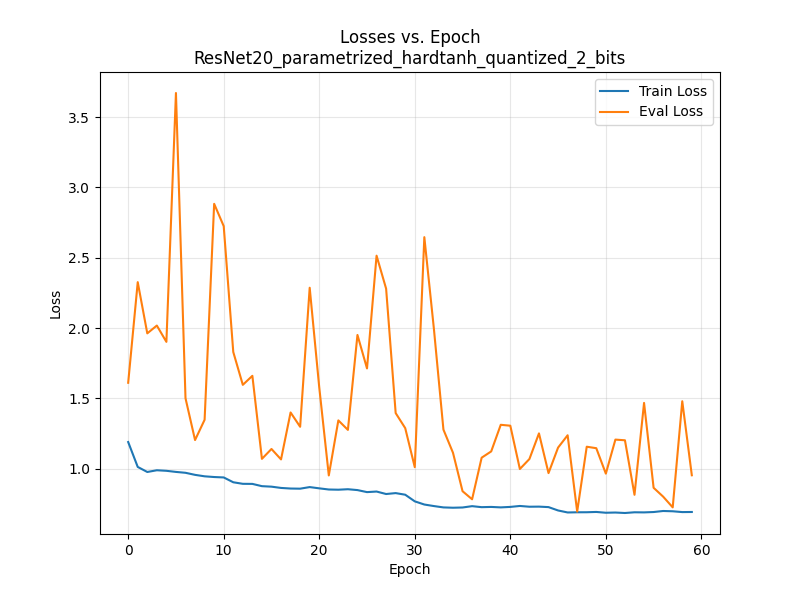 Losses vs. Epoch
ResNet20_parametrized_hardtanh_quantized_2_bits
Train Loss
Eval Loss
3.5
3.0
2.5
2.0
1.5
1.0
Loss
0 10 20 30 40 50 60
Epoch